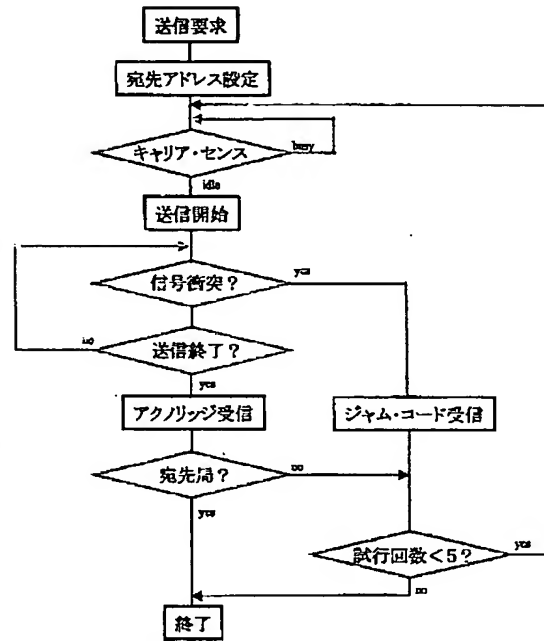 送信要求
宛先アドレス設定
キャリア・センス
busy
idle
送信開始
信号衝突?
yes
送信終了?
no
yes
アクノリッジ受信
ジャム・コード受信
宛先局?
no
yes
試行回数<5?
yes
no
終了